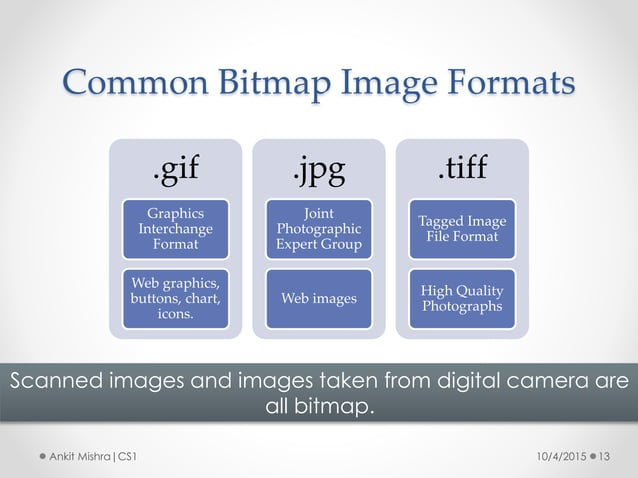 Common Bitmap Image Formats
.gif
Graphics
Interchange
Format
Web graphics,
buttons, chart,
icons.
.jpg
Joint
Photographic
Expert Group
Web images
.tiff
Tagged Image
File Format
High Quality
Photographs
Scanned images and images taken from digital camera are
all bitmap.
Ankit Mishra|CS1
10/4/2015
13